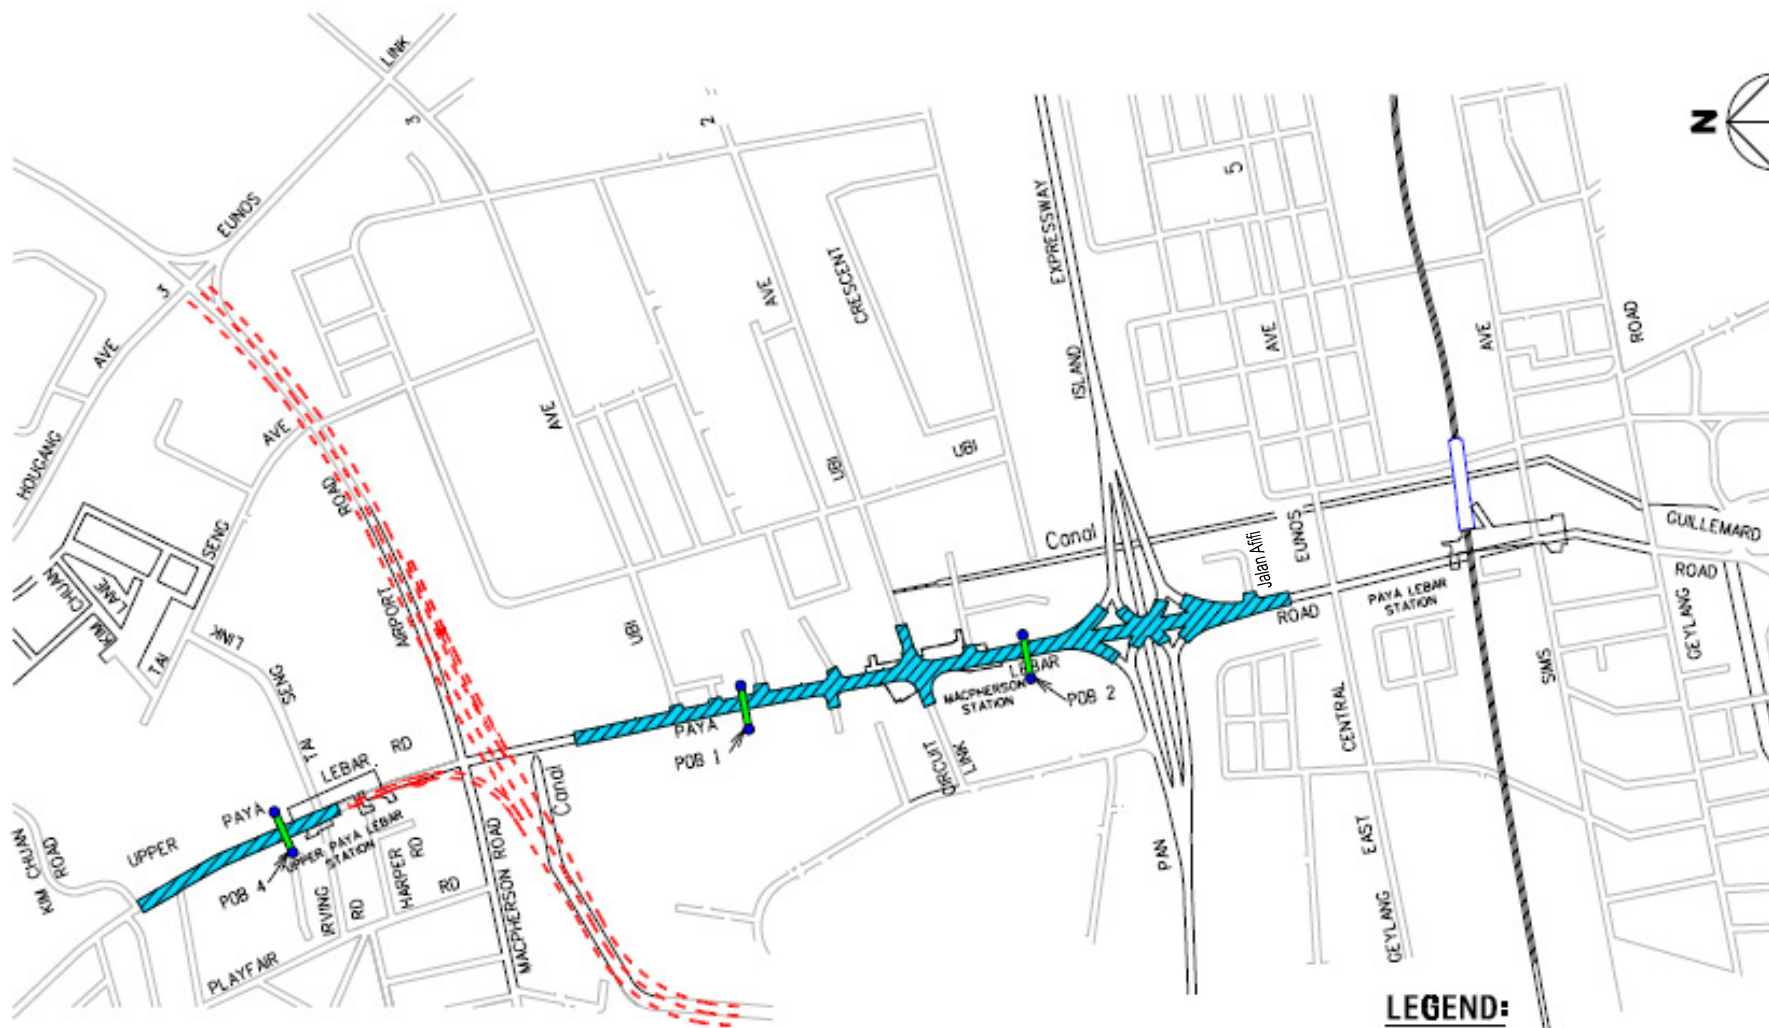 LINK
3
2
N
5
EXPRESSWAY
EUNOS
3
AVE
CRESCENT
ROAD
AVE
AVE
AVE
ISLAND
AVE
AVE
HOUGANG
UBI
UBI
ROAD
SENG
Canal
EUNOS
Jalan Afifi
GUILLEMARD
ROAD
CHUAN
LANE
KIM
AIRPORT
PAYA LEBAR
STATION
ROAD
UBI
LINK
TAI
SENG
GEYLANG
SIMS
LEBAR
MACPHERSON
STATION
POB 2
PAYA
POB 1
CENTRAL
TAI
LEBAR
RD
CIRCUIT
LINK
Canal
PAYA
UPPER
KIM CHUAN
ROAD
UPPER PAYA LEBAR
STATION
POB 4
HARPER
RD
RD
IRVING
RD
MACPHERSON ROAD
PAN
EAST
GEYLANG
PLAYFAIR
LEGEND: